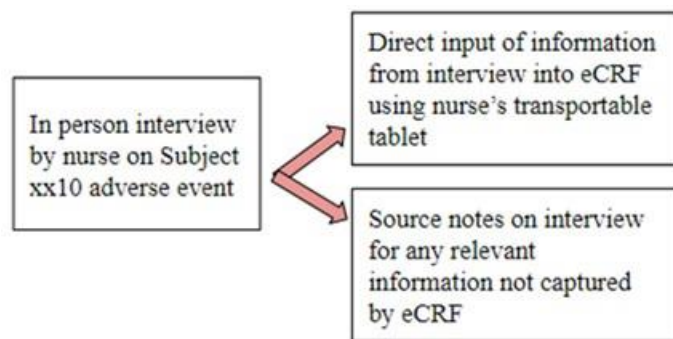 In person interview
by nurse on Subject
xx10 adverse event
Direct input of information
from interview into eCRF
using nurse's transportable
tablet
Source notes on interview
for any relevant
information not captured
by eCRF